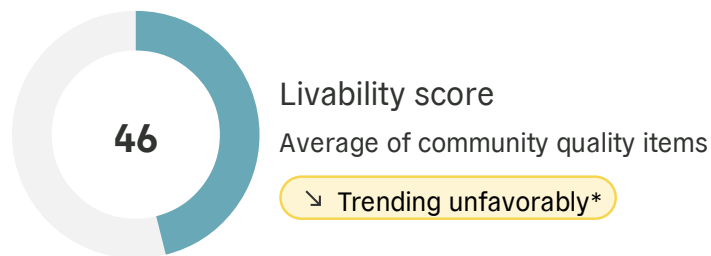 46
Livability score
Average of community quality items
↘ Trending unfavorably*